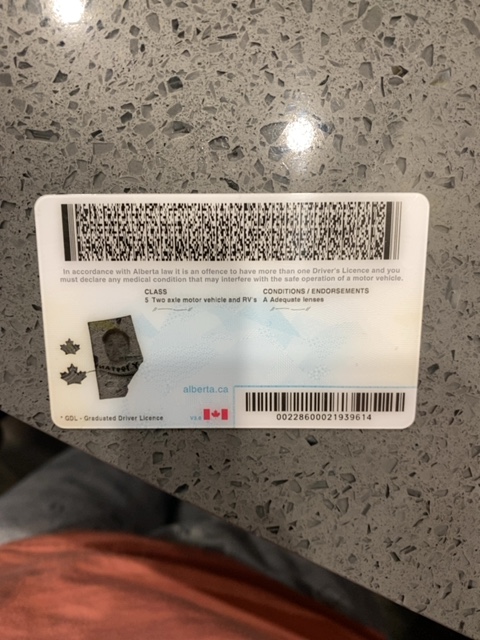 In accordance with Alberta law it is an offence to have more than one Driver's Licence and you
must declare any medical condition that may interfere with the safe operation of a motor vehicle.
CLASS
5 Two axle motor vehicle and RV's
CONDITIONS / ENDORSEMENTS
A Adequate lenses
alberta.ca
* GDL - Graduated Driver License
00228600021939614